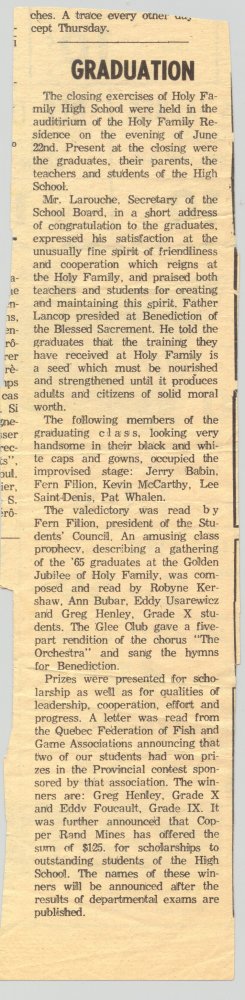 ches. A trace every other day
cept Thursday.
GRADUATION
The closing exercises of Holy Fa-
mily High School were held in the
auditirium of the Holy Family Re-
sidence on the evening of June
22nd. Present at the closing were
the graduates, their parents, the
teachers and students of the High
School.
Mr. Larouche, Secretary of the
School Board, in a short address
of congratulation to the graduates,
expressed his satisfaction at the
unusually fine spirit of friendliness
and cooperation which reigns at
the Holy Family, and praised both
teachers and students for creating
and maintaining this spirit. Father
Lancop presided at Benediction of
the Blessed Sacrement. He told the
graduates that the training they
have received at Holy Family is
a seed which must be nourished
and strengthened until it produces
adults and citizens of solid moral
worth.
The following members of the
graduating class, looking very
handsome in their black and whi-
te caps and gowns, occupied the
improvised stage: Jerry Babin,
Fern Filion, Kevin McCarthy, Lee
Saint-Denis, Pat Whalen.
The valedictory was read by
Fern Filion, president of the Stu-
dents' Council. An amusing class
prophecy, describing a gathering
of the '65 graduates at the Golden
Jubilee of Holy Family, was com-
posed and read by Robyne Ker-
shaw, Ann Bubar, Eddy Usarewicz
and Greg Henley, Grade X stu-
dents. The Glee Club gave a five-
part rendition of the chorus "The
Orchestra" and sang the hymns
for Benediction.
Prizes were presented for scho-
larship as well as for qualities of
leadership, cooperation, effort and
progress. A letter was read from
the Quebec Federation of Fish and
Game Associations announcing that
two of our students had won pri-
zes in the Provincial contest spon-
sored by that association. The win-
ners are: Greg Henley, Grade X
and Eddy Foucault, Grade IX. It
was further announced that Cop-
per Rand Mines has offered the
sum of $125. for scholarships to
outstanding students of the High
School. The names of these win-
ners will be announced after the
results of departmental exams are
published.